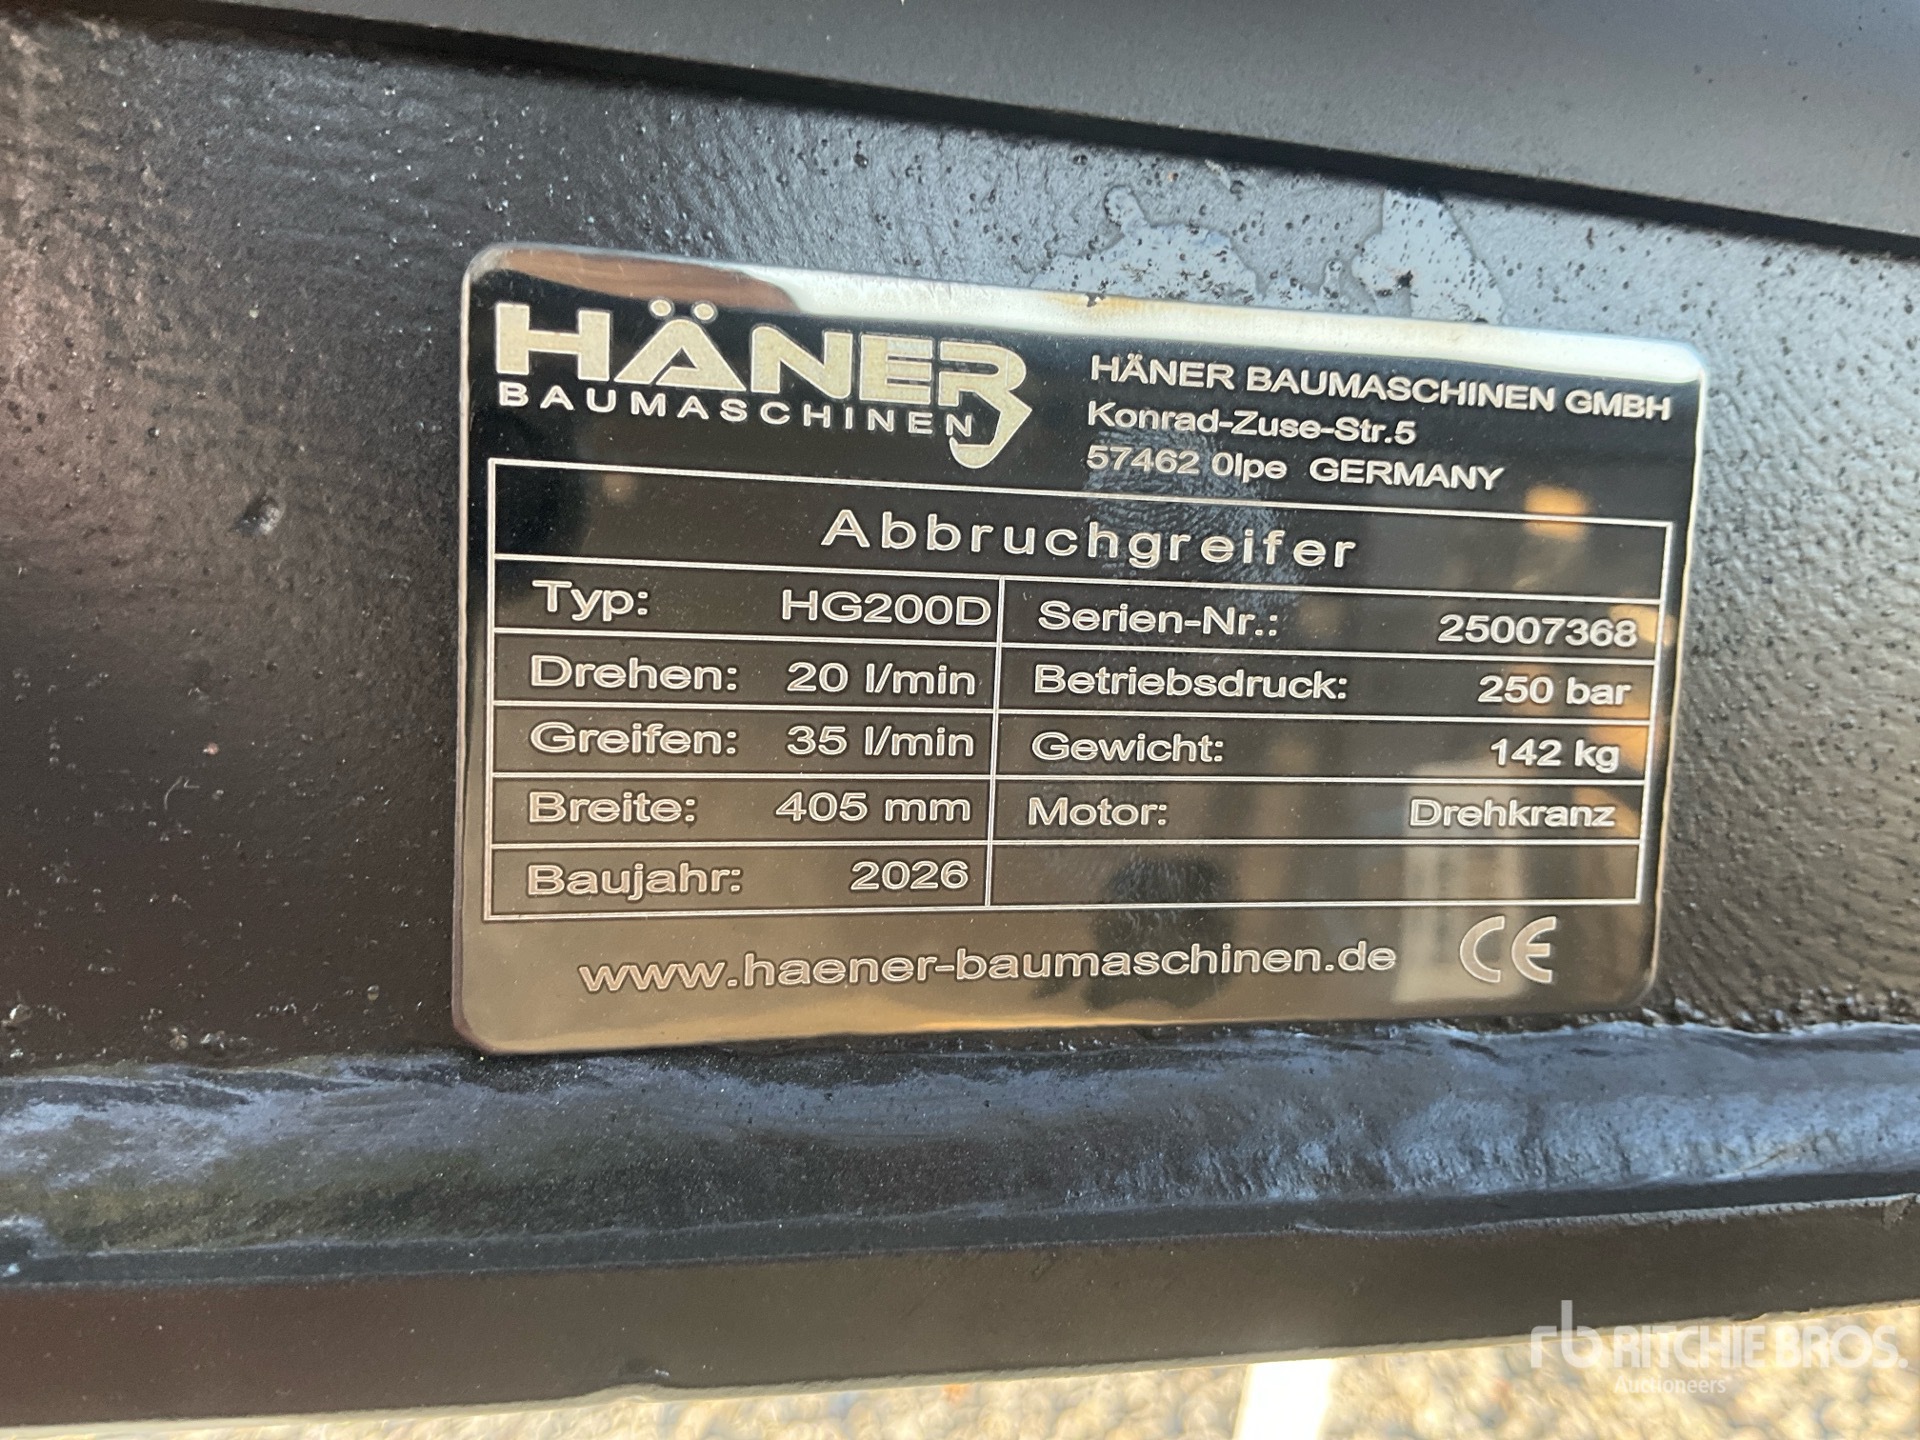 HÄNER
BAUMASCHINEN
HÄNER BAUMASCHINEN GMBH
Konrad-Zuse-Str.5
57462 Olpe GERMANY
Abbruchgreifer
Typ: HG200D Serien-Nr.: 25007368
Drehen: 20 l/min Betriebsdruck: 250 bar
Greifen: 35 l/min Gewicht: 142 kg
Breite: 405 mm Motor: Drehkranz
Baujahr: 2026
www.haener-baumaschinen.de CE
rb RITCHIE BROS.
Auctioneers